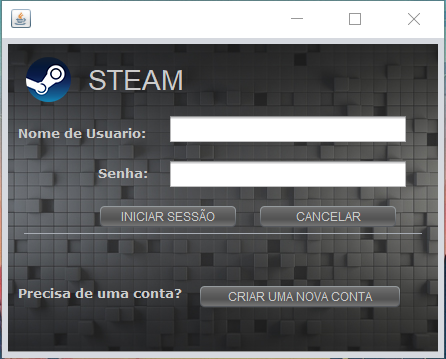 STEAM
Nome de Usuario:
Senha:
INICIAR SESSÃO CANCELAR
Precisa de uma conta? CRIAR UMA NOVA CONTA